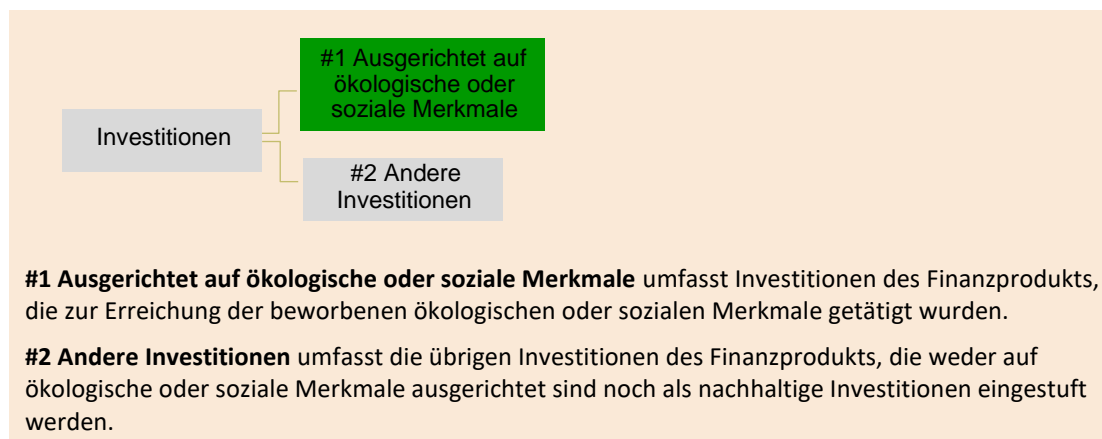 #1 Ausgerichtet auf
ökologische oder
soziale Merkmale
Investitionen
#2 Andere
Investitionen
#1 Ausgerichtet auf ökologische oder soziale Merkmale umfasst Investitionen des Finanzprodukts,
die zur Erreichung der beworbenen ökologischen oder sozialen Merkmale getätigt wurden.
#2 Andere Investitionen umfasst die übrigen Investitionen des Finanzprodukts, die weder auf
ökologische oder soziale Merkmale ausgerichtet sind noch als nachhaltige Investitionen eingestuft
werden.